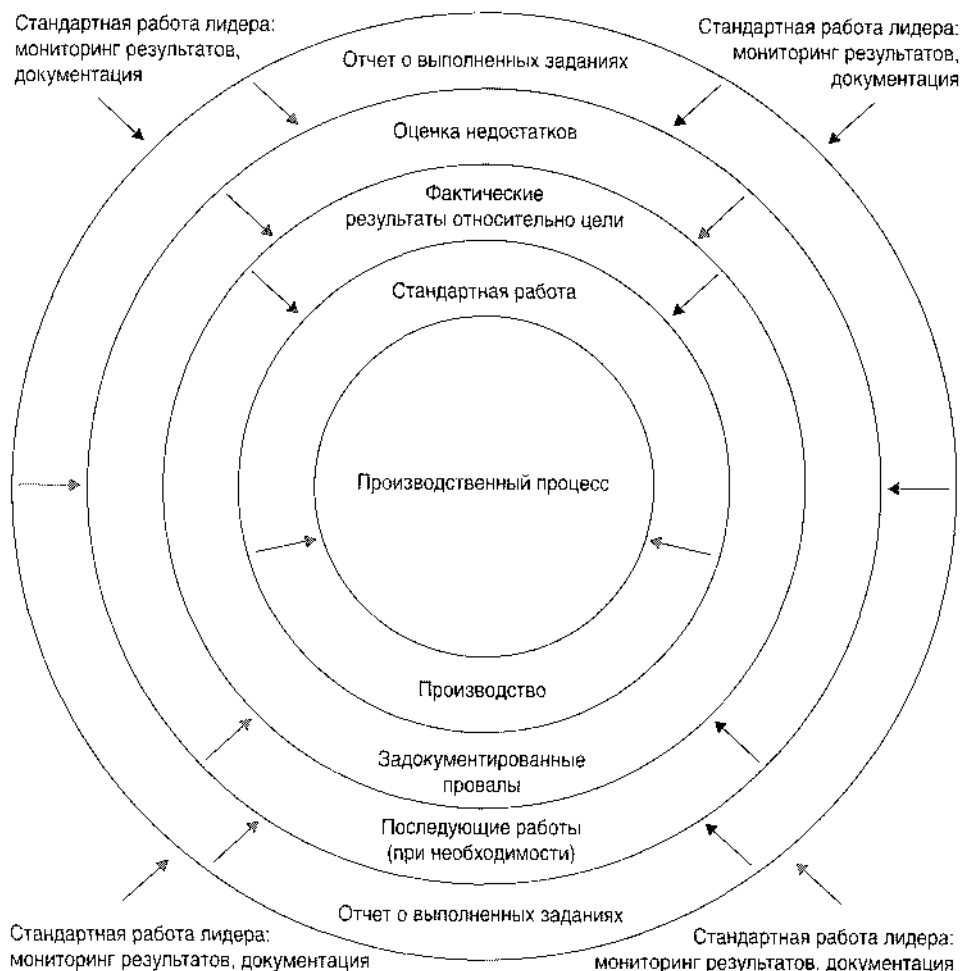 Стандартная работа лидера:
мониторинг результатов,
документация
Стандартная работа лидера:
мониторинг результатов,
документация
Отчет о выполненных заданиях
Оценка недостатков
Фактические
результаты относительно цели
Стандартная работа
Производственный процесс
Производство
Задокументированные
провалы
Последующие работы
(при необходимости)
Отчет о выполненных заданиях
Стандартная работа лидера:
мониторинг результатов, документация
Стандартная работа лидера:
мониторинг результатов, документация